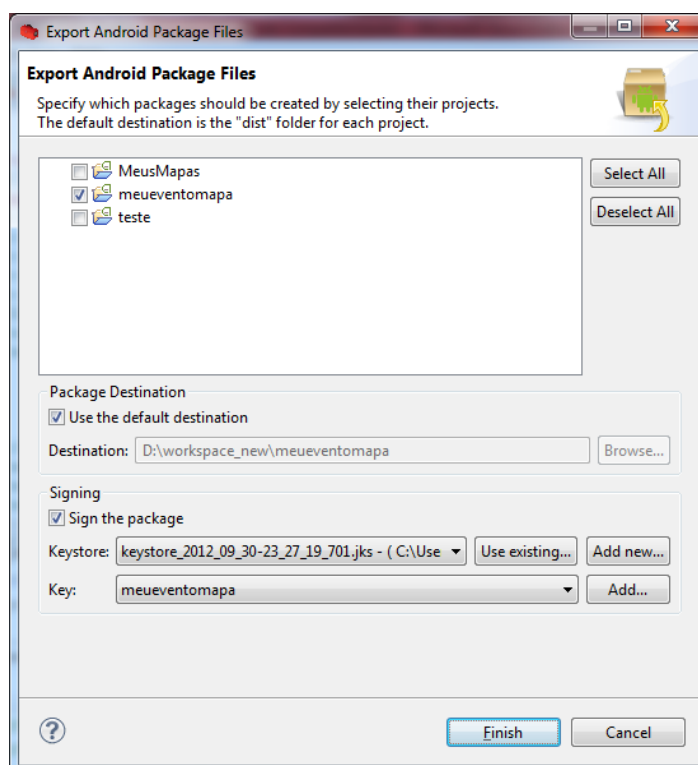 Export Android Package Files
Export Android Package Files
Specify which packages should be created by selecting their projects.
The default destination is the "dist" folder for each project.
MeusMapas
Select All
meueventomapa
teste
Deselect All
Package Destination
Use the default destination
Destination: D:\workspace_new\meueventomapa Browse...
Signing
Sign the package
Keystore: keystore_2012_09_30-23_27_19_701.jks - ( C:\Use Use existing... Add new...
Key: meueventomapa Add...
? Finish Cancel